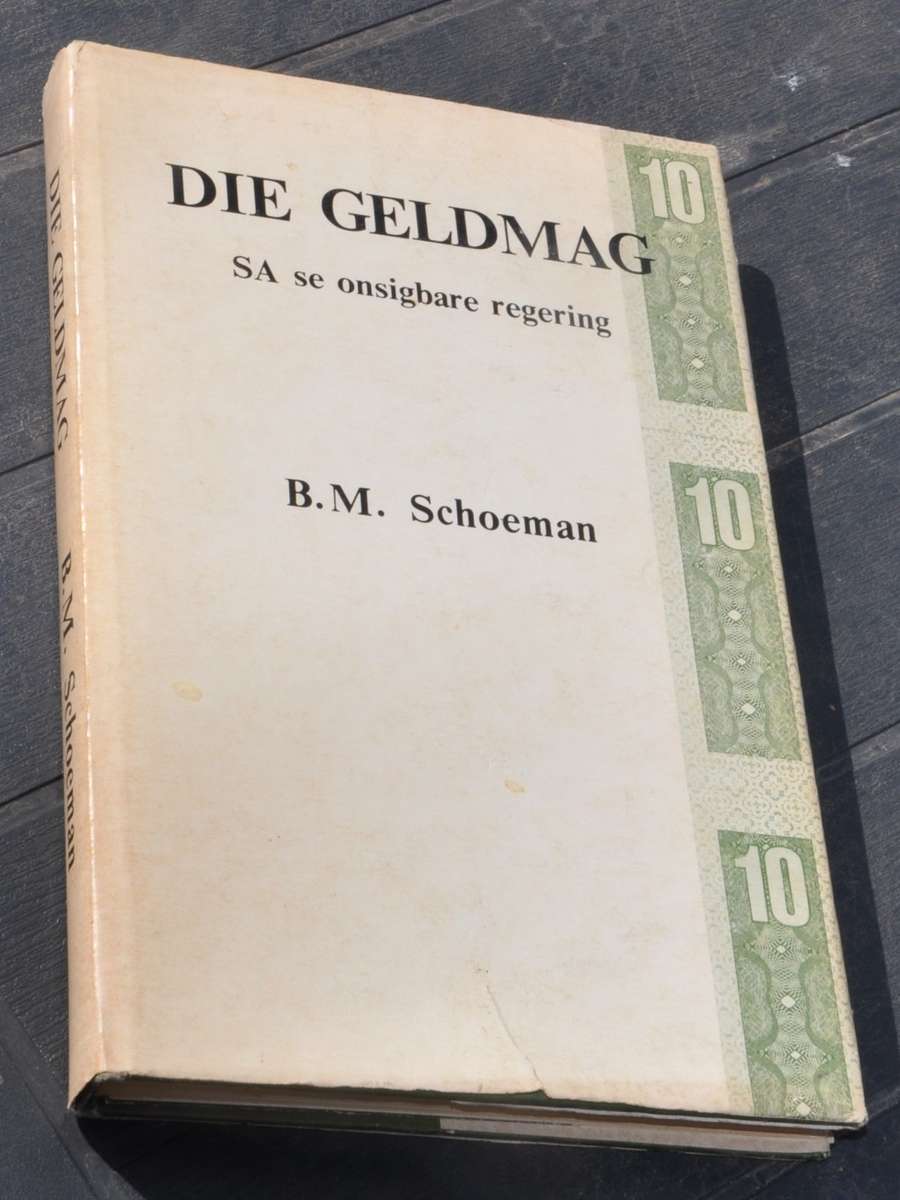 DIE GELDMAG
SA se onsigbare regering
B.M. Schoeman
10
10
10
DIE GELDMAG B.M. Schoeman